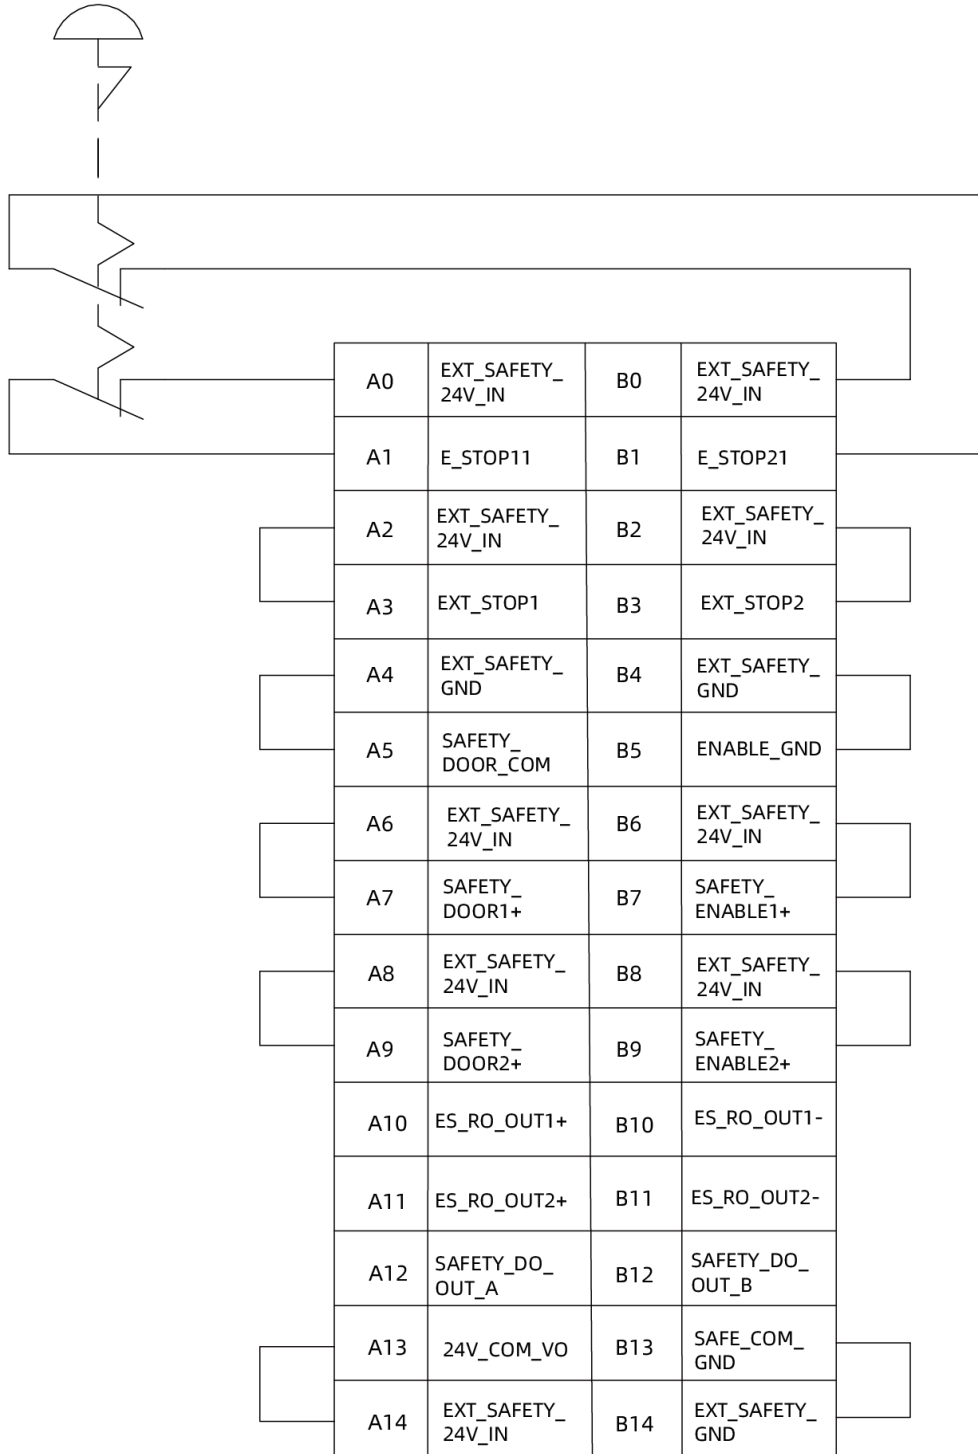 A0 EXT_SAFETY_ B0 EXT_SAFETY_
24V_IN 24V_IN
A1 E_STOP11 B1 E_STOP21
A2 EXT_SAFETY_ B2 EXT_SAFETY_
24V_IN 24V_IN
A3 EXT_STOP1 B3 EXT_STOP2
A4 EXT_SAFETY_ B4 EXT_SAFETY_
GND GND
A5 SAFETY_ B5 ENABLE_GND
DOOR_COM
A6 EXT_SAFETY_ B6 EXT_SAFETY_
24V_IN 24V_IN
A7 SAFETY_ B7 SAFETY_
DOOR1+ ENABLE1+
A8 EXT_SAFETY_ B8 EXT_SAFETY_
24V_IN 24V_IN
A9 SAFETY_ B9 SAFETY_
DOOR2+ ENABLE2+
A10 ES_RO_OUT1+ B10 ES_RO_OUT1-
A11 ES_RO_OUT2+ B11 ES_RO_OUT2-
A12 SAFETY_DO_ B12 SAFETY_DO_
OUT_A OUT_B
A13 24V_COM_VO B13 SAFE_COM_
GND
A14 EXT_SAFETY_ B14 EXT_SAFETY_
24V_IN GND